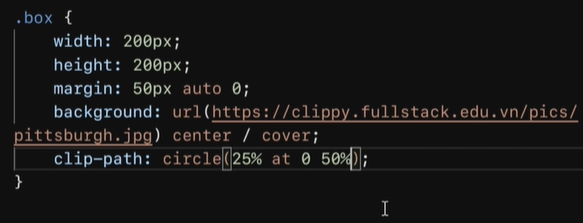 .box {
width: 200px;
height: 200px;
margin: 50px auto 0;
background: url(https://clippy.fullstack.edu.vn/pics/
pittsburgh.jpg) center / cover;
clip-path: circle(25% at 0 50%);
}